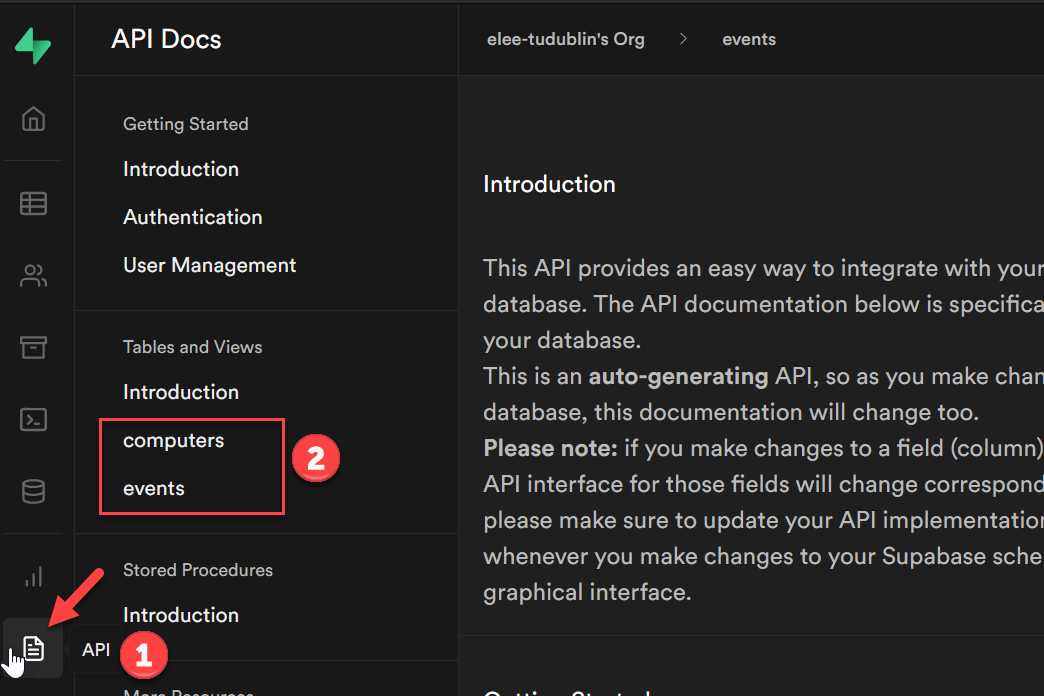 API Docs
elee-tudublin's Org > events
Getting Started
Introduction
Authentication
User Management
Tables and Views
Introduction
computers
events
2
Stored Procedures
Introduction
API
1
More Resources
Introduction
This API provides an easy way to integrate with your
database. The API documentation below is specifica
your database.
This is an auto-generating API, so as you make chan
database, this documentation will change too.
Please note: if you make changes to a field (column)
API interface for those fields will change correspond
please make sure to update your API implementation
whenever you make changes to your Supabase sche
graphical interface.
Getting Started